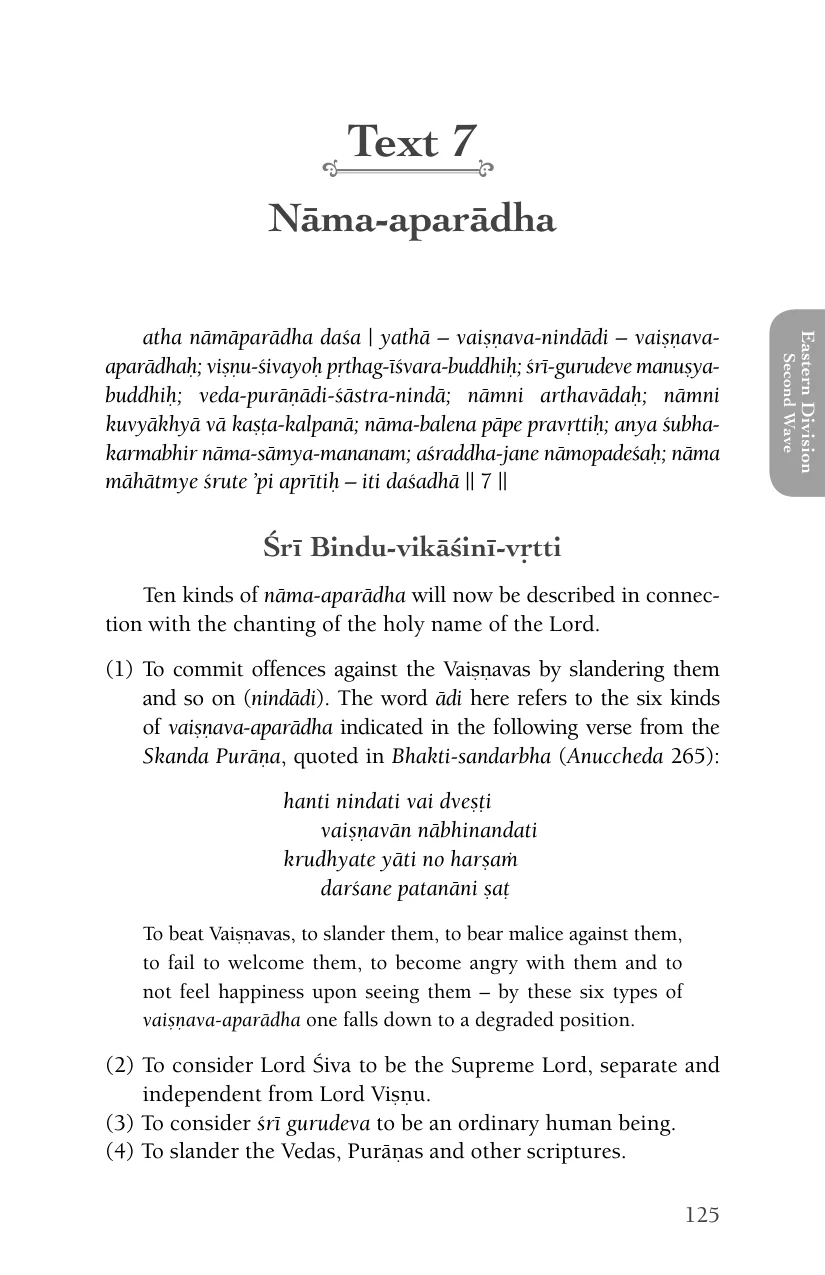 Text 7
Nāma-aparādha
atha nāmāparādha daśa | yathā – vaiṣṇava-nindādi – vaiṣṇava-
aparādhaḥ; viṣṇu-śivayoḥ pṛthag-īśvara-buddhiḥ; śrī-gurudeve manuṣya-
buddhiḥ; veda-purāṇādi-śāstra-nindā; nāmni arthavādaḥ; nāmni
kuvyākhyā vā kaṣṭa-kalpanā; nāma-balena pāpe pravṛttiḥ; anya śubha-
karmabhir nāma-sāmya-mananam; aśraddha-jane nāmopadeśaḥ; nāma
māhātmye śrute ’pi aprītiḥ – iti daśadhā || 7 ||
Eastern Division
Second Wave
Śrī Bindu-vikāśinī-vṛtti
Ten kinds of nāma-aparādha will now be described in connec-
tion with the chanting of the holy name of the Lord.
(1) To commit offences against the Vaiṣṇavas by slandering them
and so on (nindādi). The word ādi here refers to the six kinds
of vaiṣṇava-aparādha indicated in the following verse from the
Skanda Purāṇa, quoted in Bhakti-sandarbha (Anuccheda 265):
hanti nindati vai dveṣṭi
vaiṣṇavān nābhinandati
krudhyate yāti no harṣaṁ
darśane patanāni ṣaṭ
To beat Vaiṣṇavas, to slander them, to bear malice against them,
to fail to welcome them, to become angry with them and to
not feel happiness upon seeing them – by these six types of
vaiṣṇava-aparādha one falls down to a degraded position.
(2) To consider Lord Śiva to be the Supreme Lord, separate and
independent from Lord Viṣṇu.
(3) To consider śrī gurudeva to be an ordinary human being.
(4) To slander the Vedas, Purāṇas and other scriptures.
125